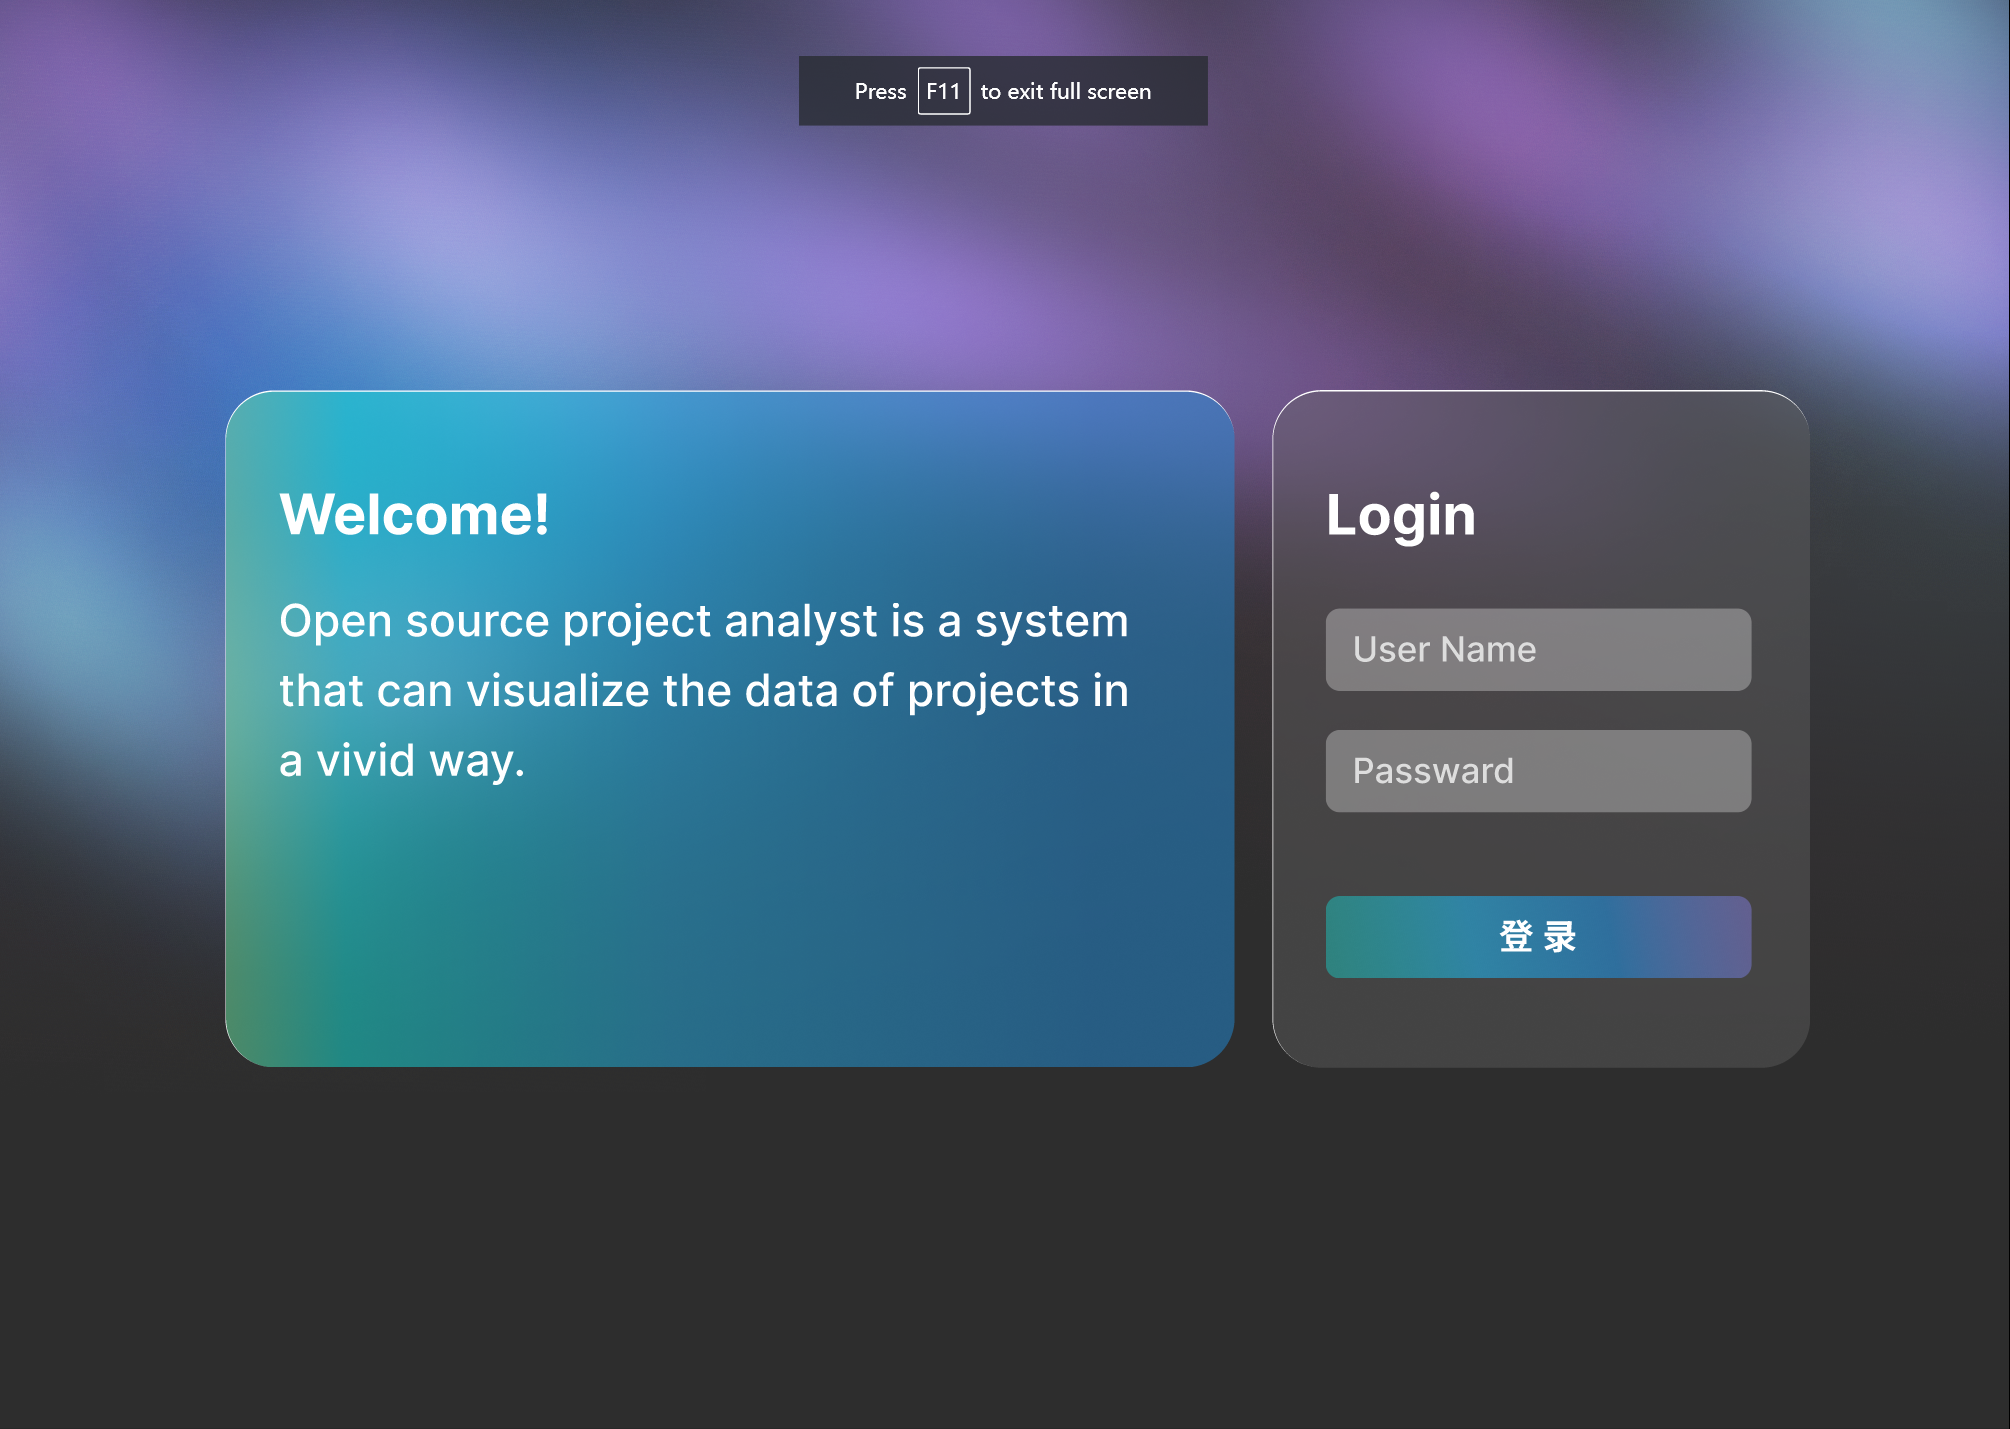 Press F11 to exit full screen
Welcome!
Open source project analyst is a system
that can visualize the data of projects in
a vivid way.
Login
User Name
Passward
登 录